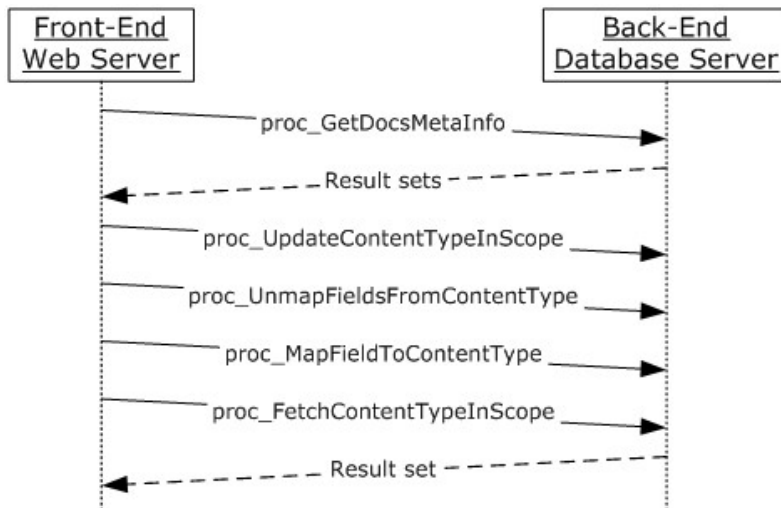 Front-End
Web Server
Back-End
Database Server
proc_GetDocsMetaInfo
Result sets
proc_UpdateContentTypeInScope
proc_UnmapFieldsFromContentType
proc_MapFieldToContentType
proc_FetchContentTypeInScope
Result set